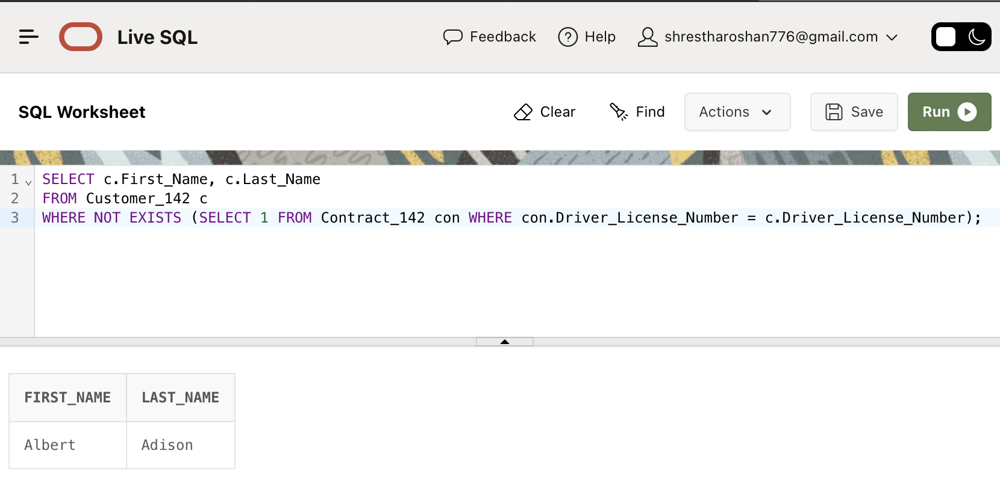 Live SQL
Feedback
Help
shrestharoshan776@gmail.com
SQL Worksheet
Clear
Find
Actions
Save
Run
1 SELECT c.First_Name, c.Last_Name
2 FROM Customer_142 c
3 WHERE NOT EXISTS (SELECT 1 FROM Contract_142 con WHERE con.Driver_License_Number = c.Driver_License_Number);
FIRST_NAME LAST_NAME
Albert Adison